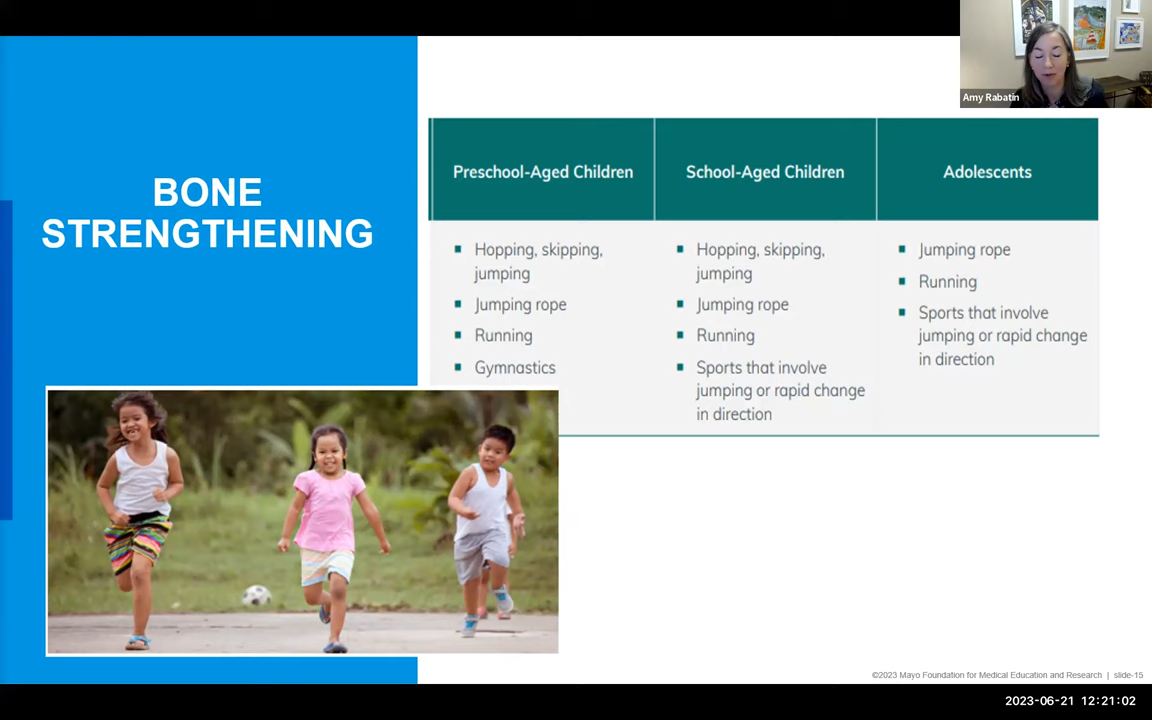 Amy Rabatin
BONE
STRENGTHENING
Preschool-Aged Children
Hopping, skipping,
jumping
Jumping rope
Running
Gymnastics
School-Aged Children
Hopping, skipping,
jumping
Jumping rope
Running
Sports that involve
jumping or rapid change
in direction
Adolescents
Jumping rope
Running
Sports that involve
jumping or rapid change
in direction
©2023 Mayo Foundation for Medical Education and Research | slide-15
2023-06-21 12:21:02